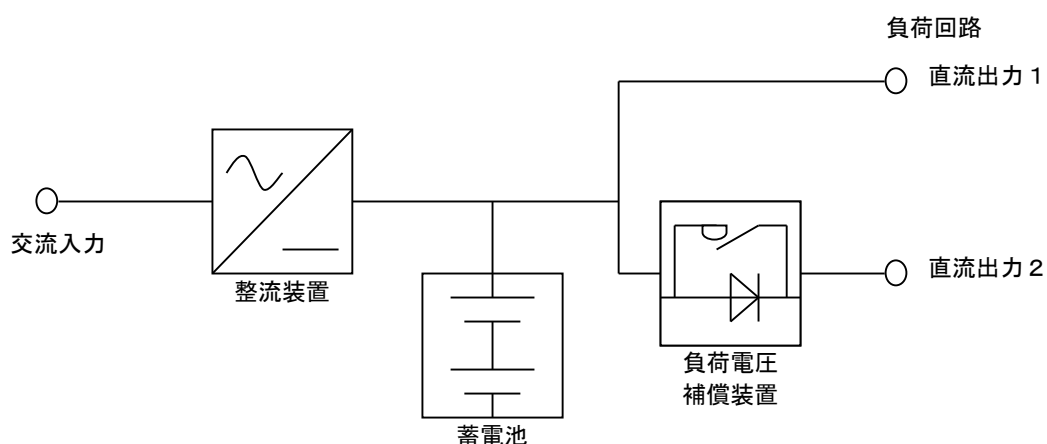 負荷回路
直流出力1
交流入力
整流装置
蓄電池
直流出力2
負荷電圧
補償装置